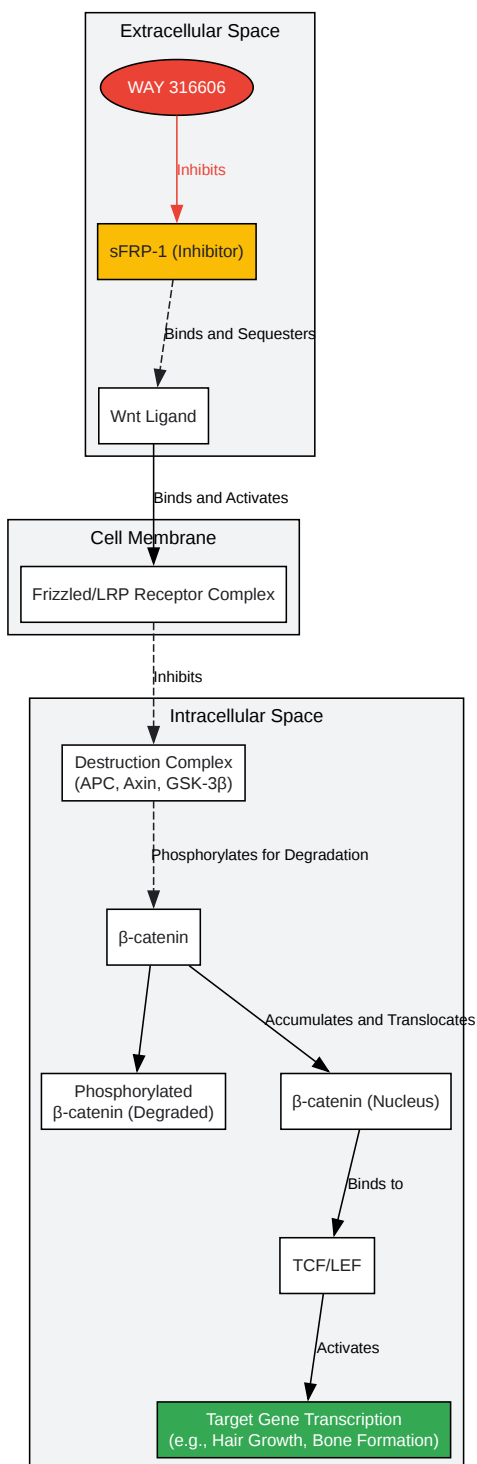 Extracellular Space
WAY 316606
Inhibits
sFRP-1 (Inhibitor)
Binds and Sequesters
Wnt Ligand
Binds and Activates
Cell Membrane
Frizzled/LRP Receptor Complex
Inhibits
Intracellular Space
Destruction Complex
(APC, Axin, GSK-3β)
Phosphorylates for Degradation
β-catenin
Accumulates and Translocates
Phosphorylated
β-catenin (Degraded)
β-catenin (Nucleus)
Binds to
TCF/LEF
Activates
Target Gene Transcription
(e.g., Hair Growth, Bone Formation)